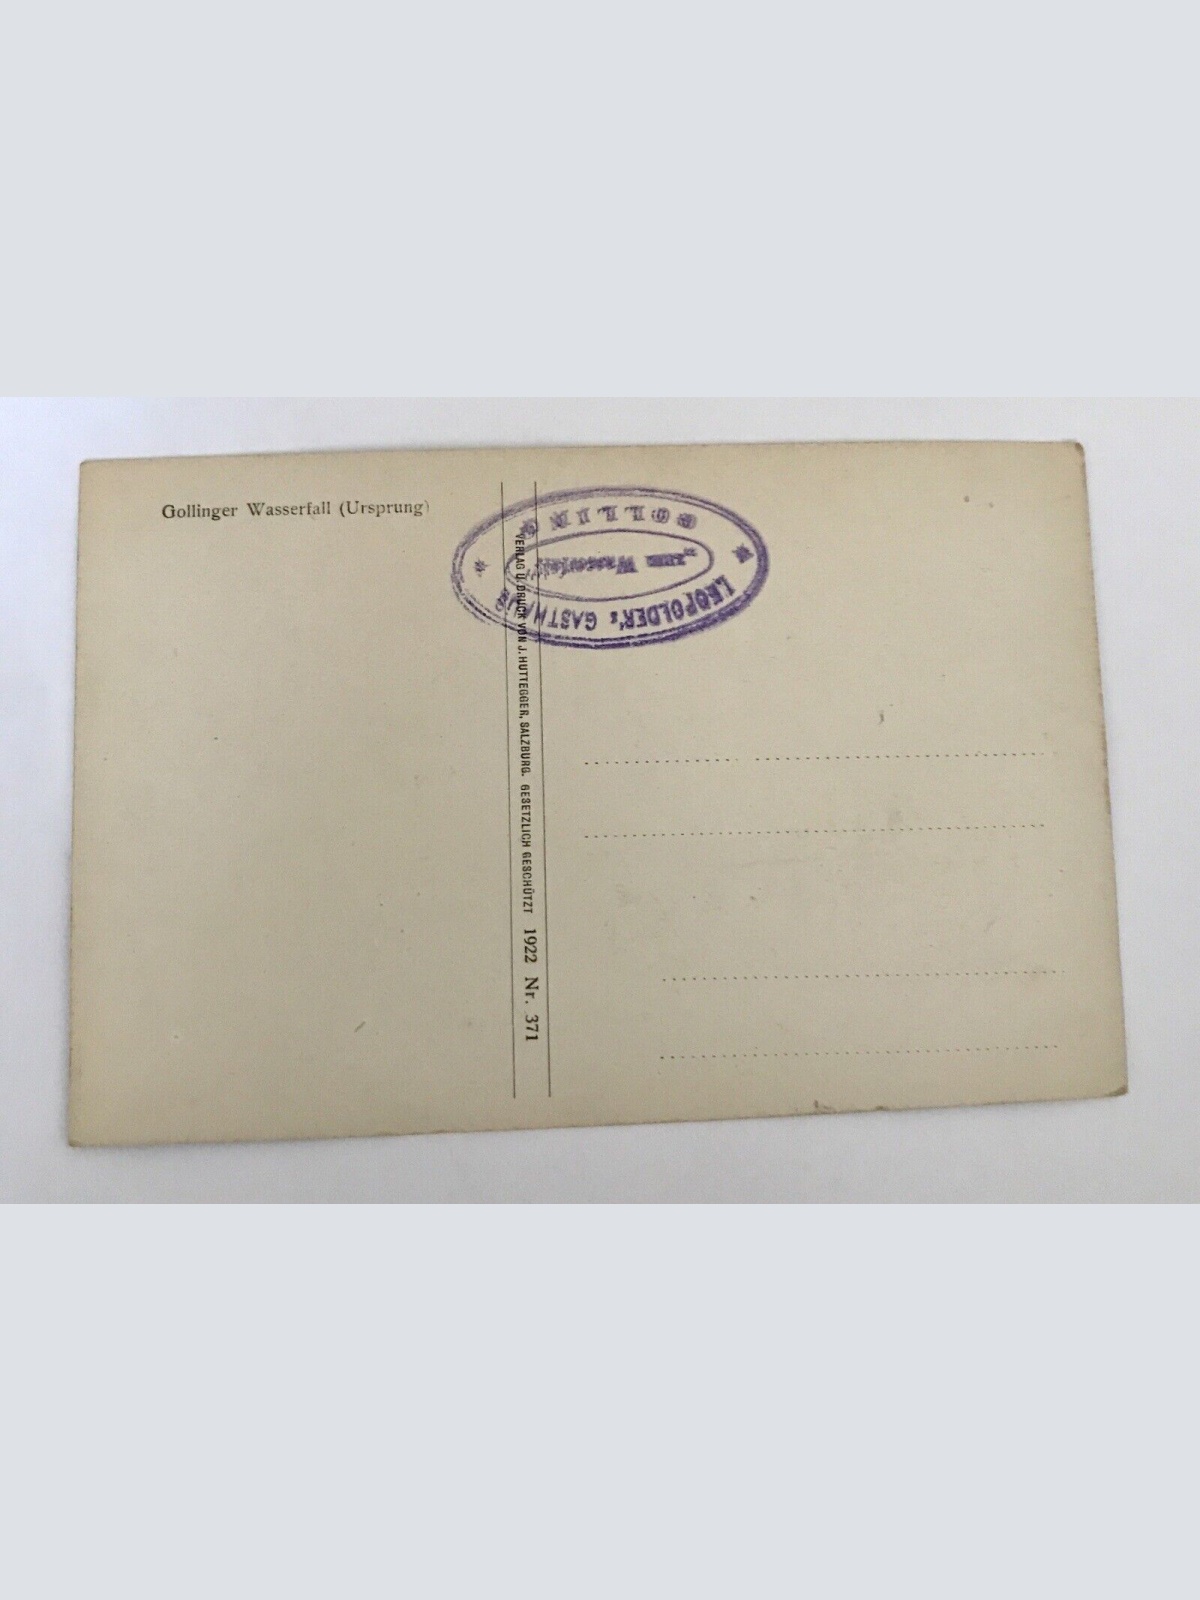 Gollinger Wasserfall (Ursprung)
LEOPOLDER's GASTHAUS
"zum Wasserfall"
GOLLING
VERLAG U. DRUCK VON J. HUTTEGGER, SALZBURG. GESETZLICH GESCHÜTZT 1922 Nr. 371